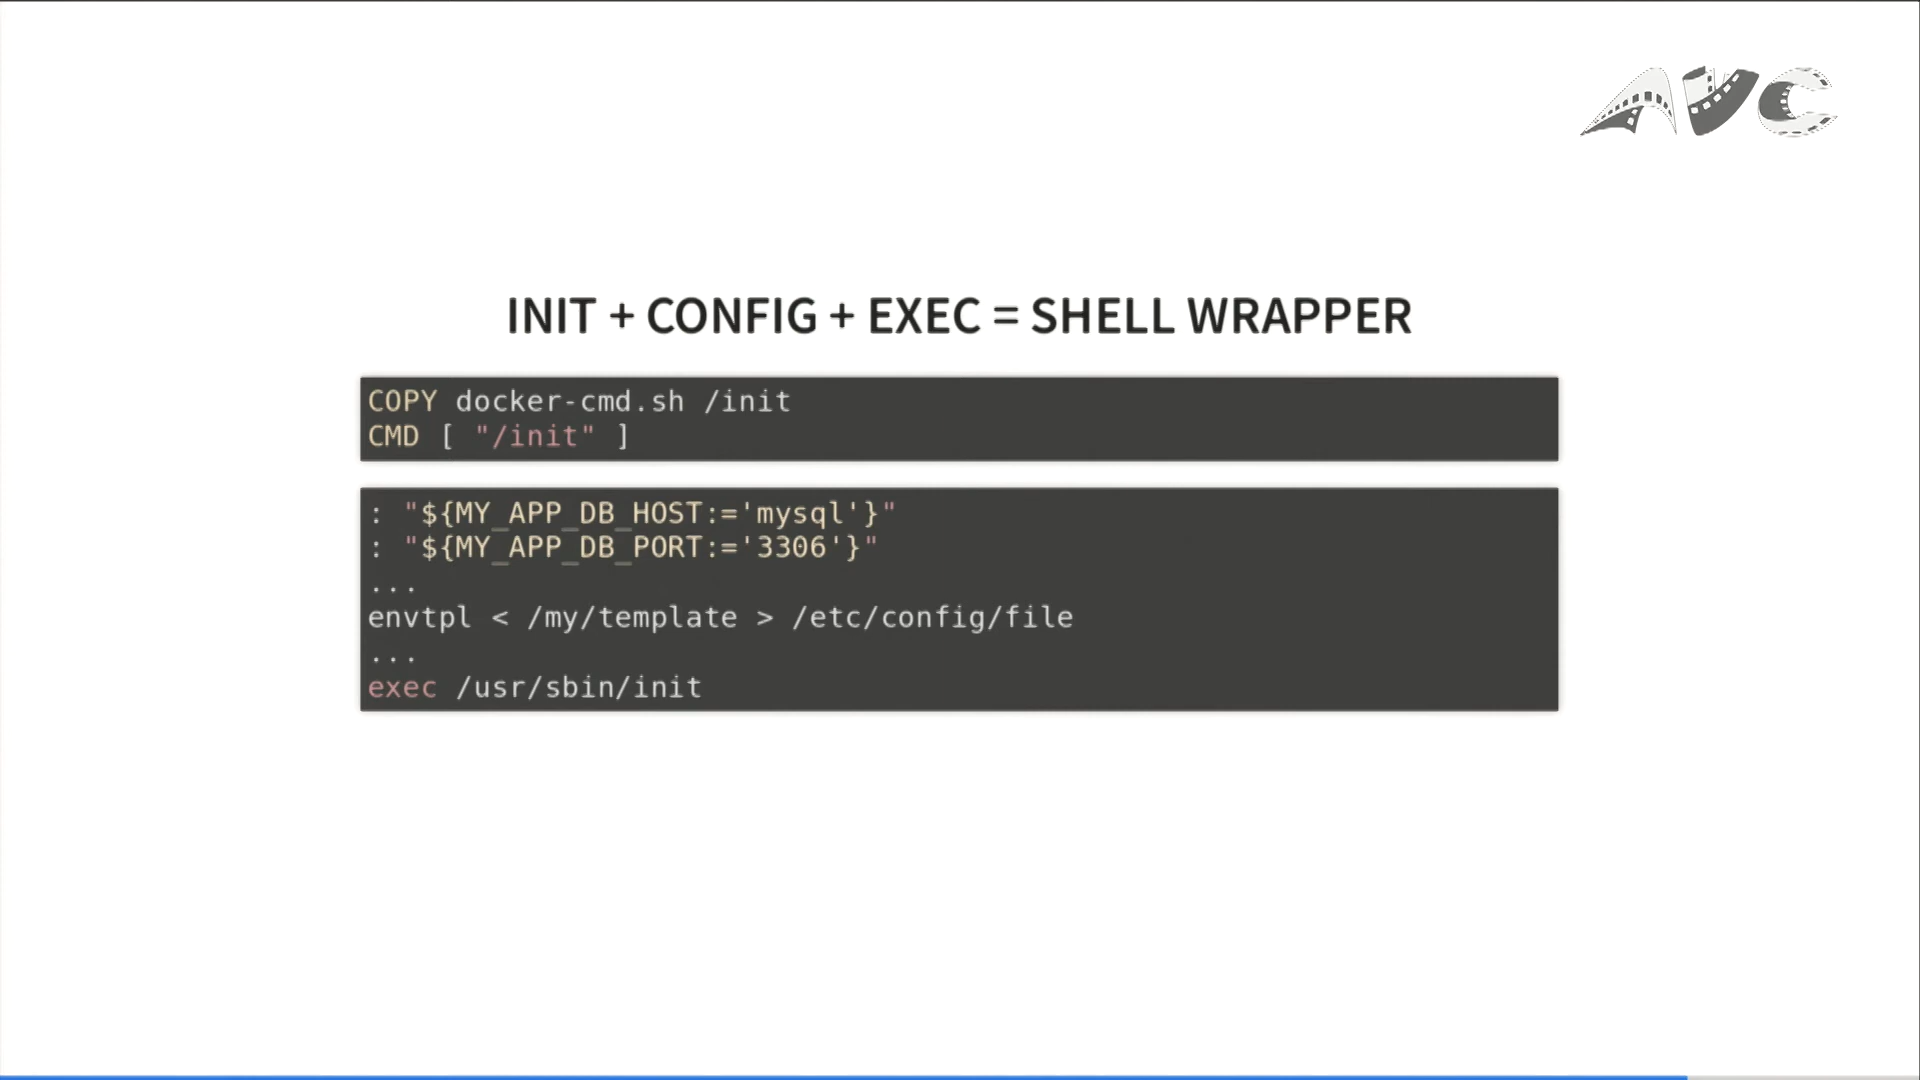 AVC
INIT + CONFIG + EXEC = SHELL WRAPPER
COPY docker-cmd.sh /init
CMD [ "/init" ]
: "${MY_APP_DB_HOST:='mysql'}"
: "${MY_APP_DB_PORT:='3306'}"
...
envtpl < /my/template > /etc/config/file
...
exec /usr/sbin/init